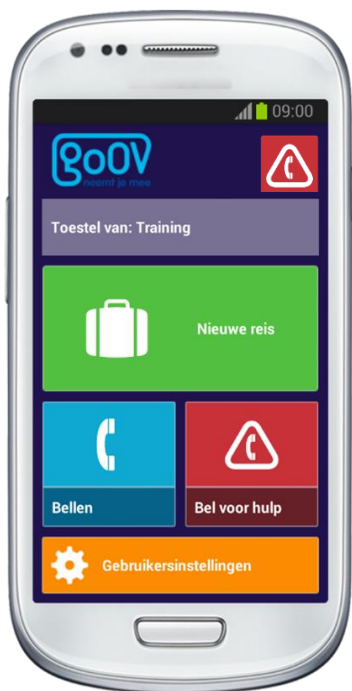 09:00
goOV
neemt je mee
Toestel van: Training
Nieuwe reis
Bellen
Bel voor hulp
Gebruikersinstellingen